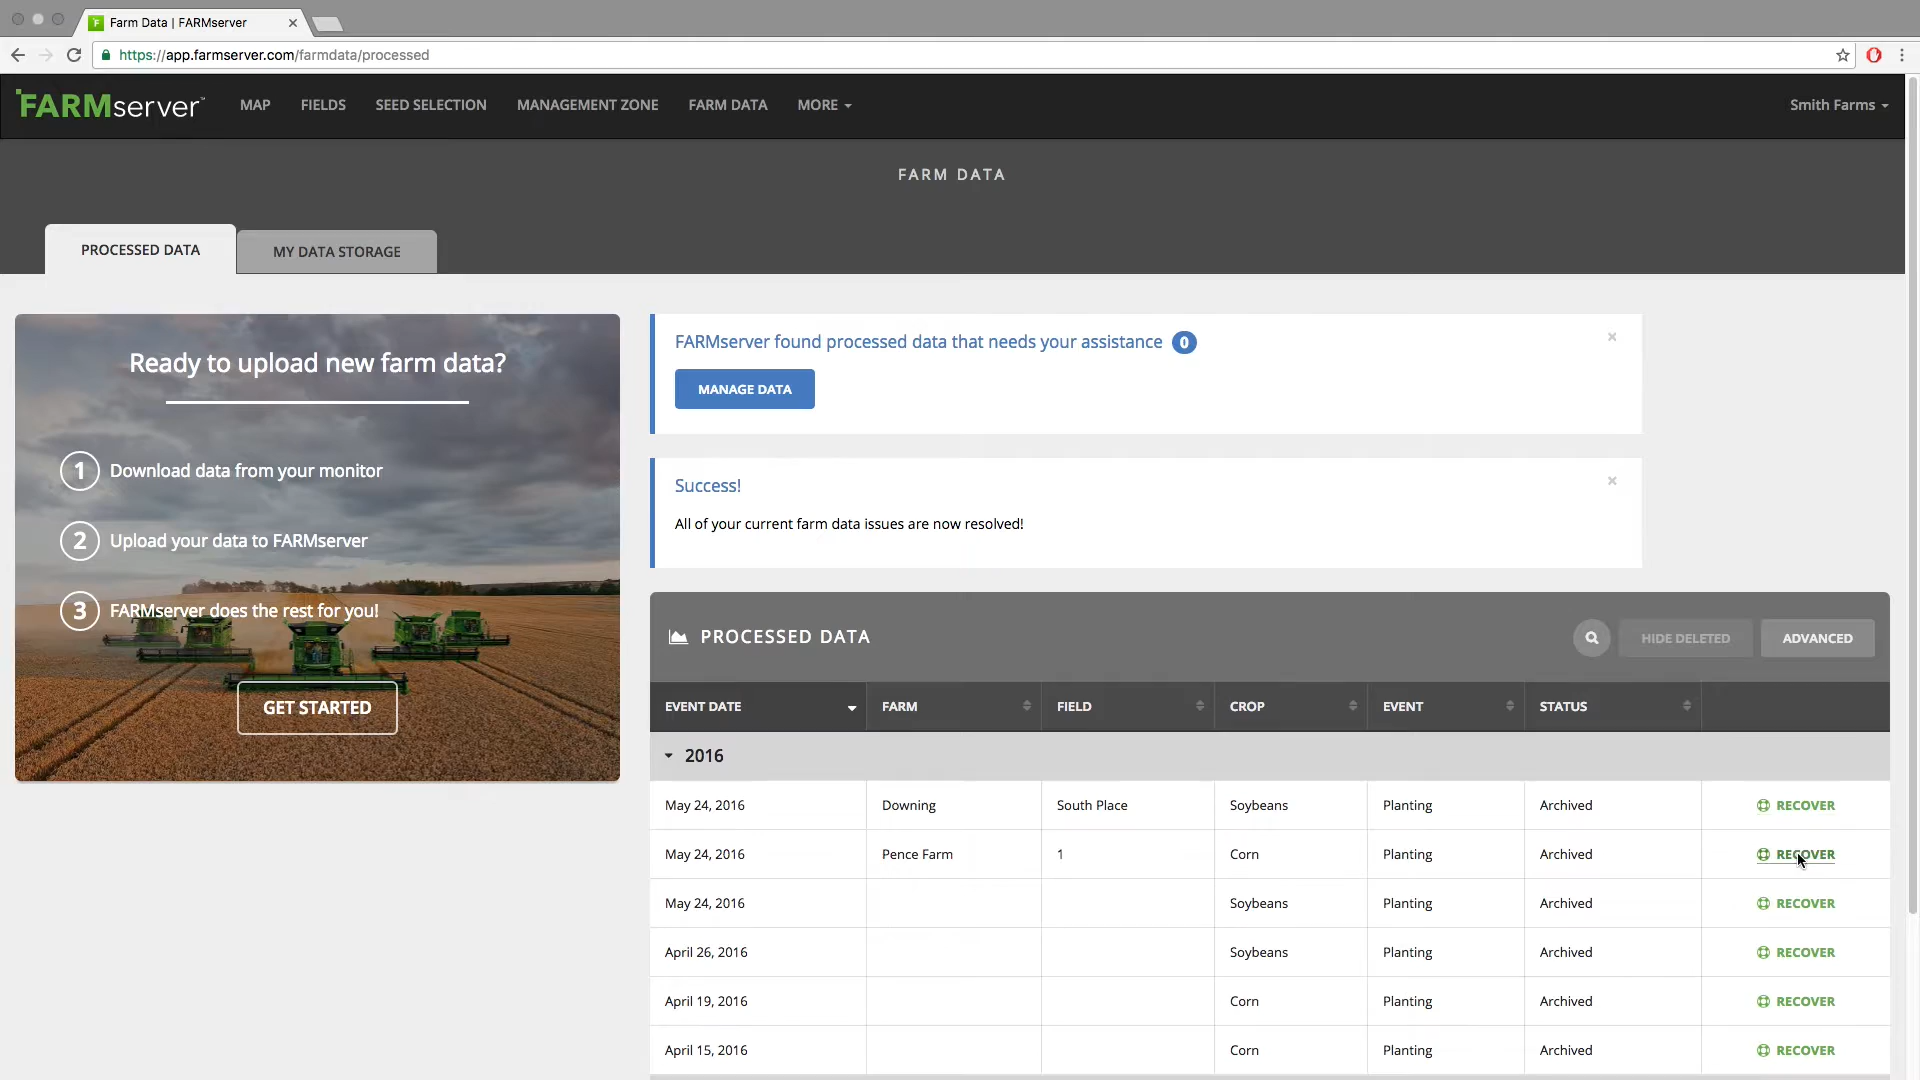 Farm Data | FARMserver
https://app.farmserver.com/farmdata/processed
FARMserver™ MAP FIELDS SEED SELECTION MANAGEMENT ZONE FARM DATA MORE Smith Farms
FARM DATA
PROCESSED DATA MY DATA STORAGE
Ready to upload new farm data?
1 Download data from your monitor
2 Upload your data to FARMserver
3 FARMserver does the rest for you!
GET STARTED
FARMserver found processed data that needs your assistance 0
MANAGE DATA
Success!
All of your current farm data issues are now resolved!
PROCESSED DATA HIDE DELETED ADVANCED
EVENT DATE FARM FIELD CROP EVENT STATUS
2016
May 24, 2016 Downing South Place Soybeans Planting Archived RECOVER
May 24, 2016 Pence Farm 1 Corn Planting Archived RECOVER
May 24, 2016 Soybeans Planting Archived RECOVER
April 26, 2016 Soybeans Planting Archived RECOVER
April 19, 2016 Corn Planting Archived RECOVER
April 15, 2016 Corn Planting Archived RECOVER